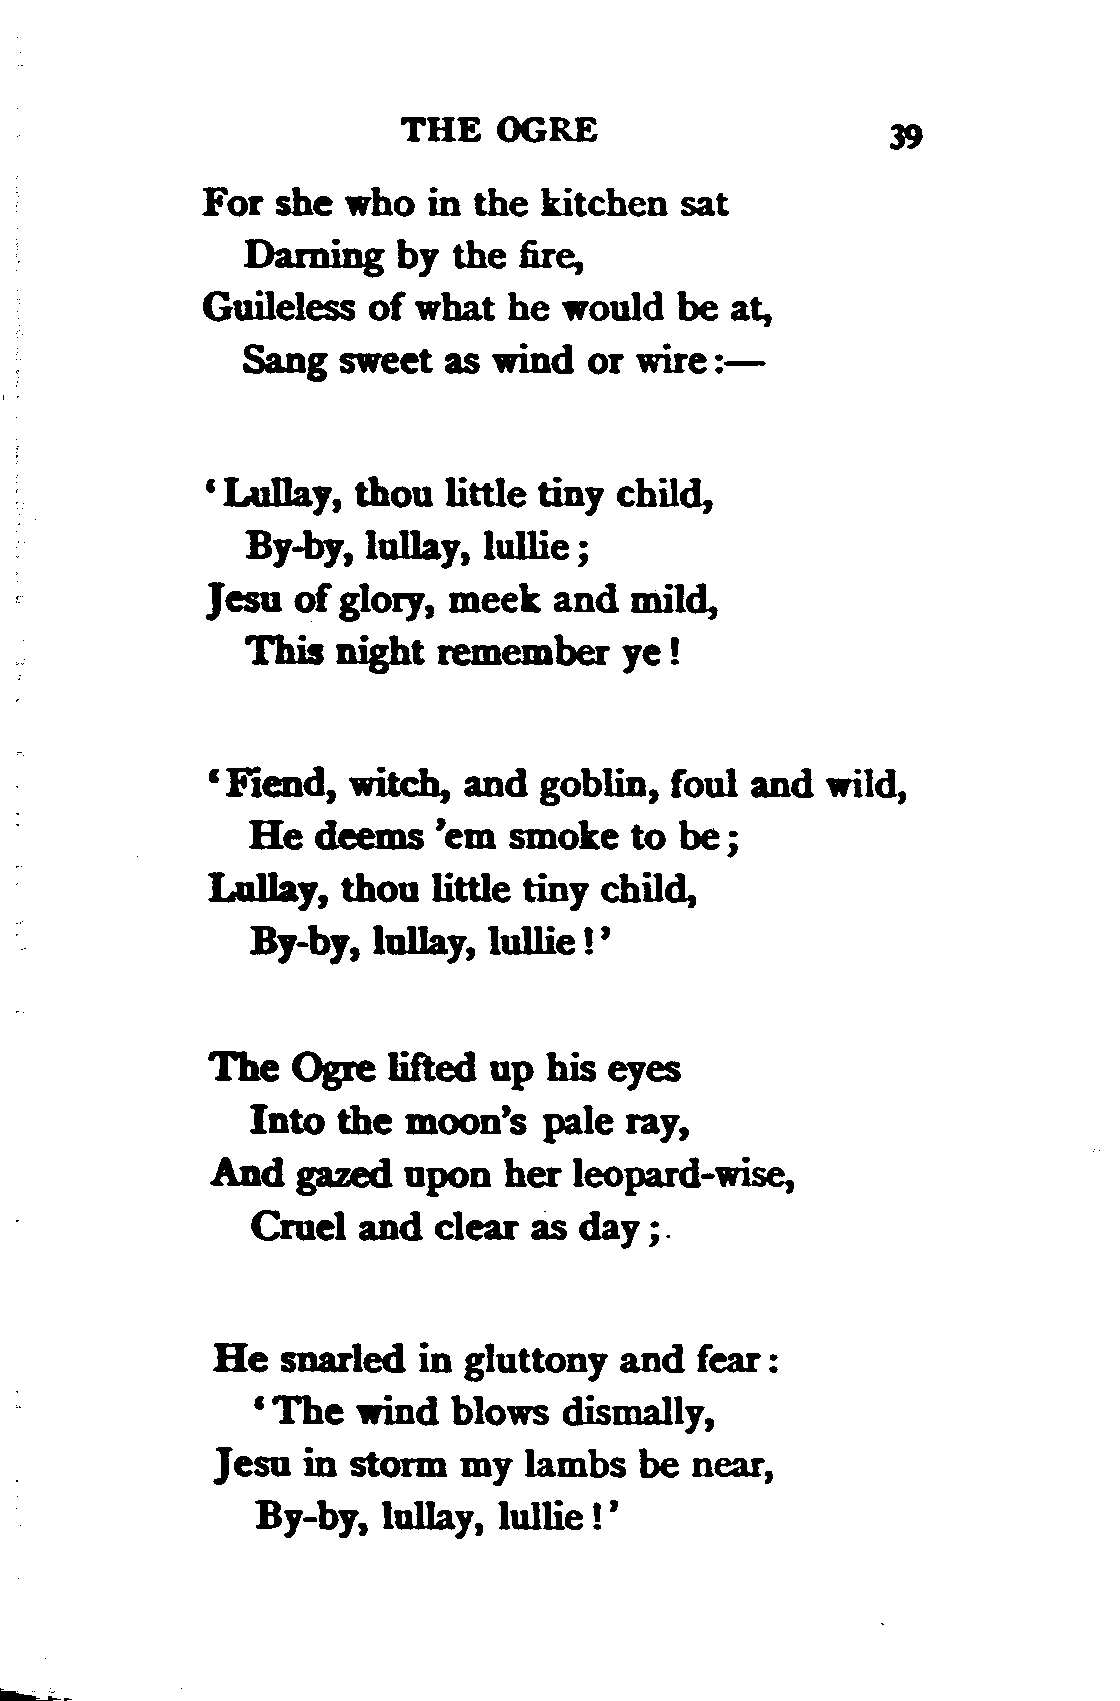 THE OGRE 39
For she who in the kitchen sat
Darning by the fire,
Guileless of what he would be at,
Sang sweet as wind or wire:—
‘Lullay, thou little tiny child,
By-by, lullay, lullie;
Jesu of glory, meek and mild,
This night remember ye!
‘Fiend, witch, and goblin, foul and wild,
He deems ’em smoke to be;
Lullay, thou little tiny child,
By-by, lullay, lullie!’
The Ogre lifted up his eyes
Into the moon’s pale ray,
And gazed upon her leopard-wise,
Cruel and clear as day;
He snarled in gluttony and fear:
‘The wind blows dismally,
Jesu in storm my lambs be near,
By-by, lullay, lullie!’